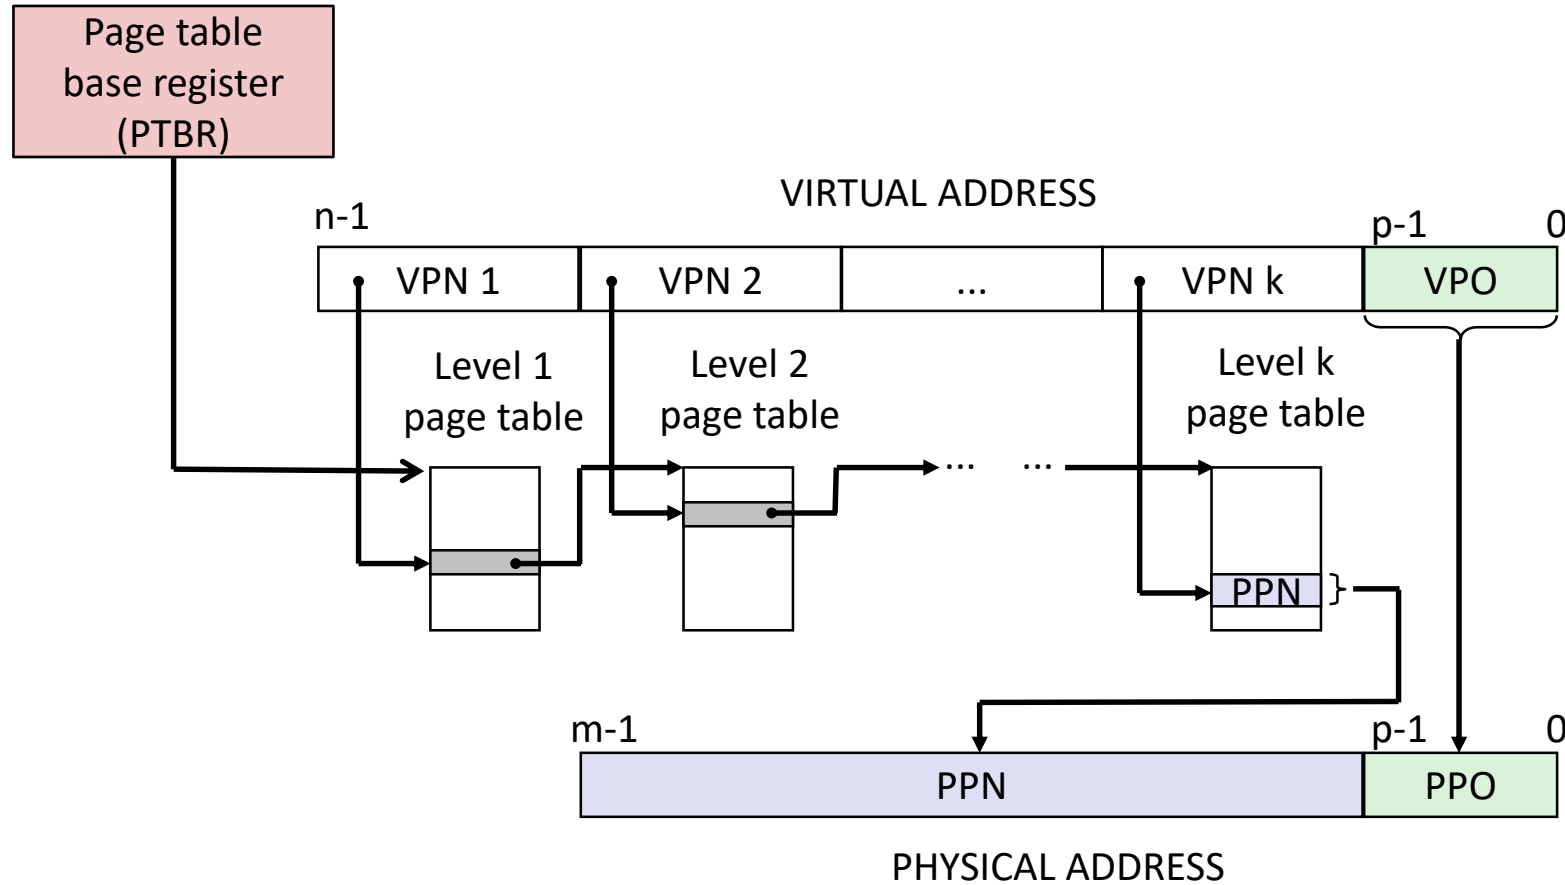 Page table
base register
(PTBR)
VIRTUAL ADDRESS
n-1
p-1
0
VPN 1
VPN 2
...
VPN k
VPO
Level 1
page table
Level 2
page table
Level k
page table
...
...
PPN
m-1
p-1
0
PPN
PPO
PHYSICAL ADDRESS